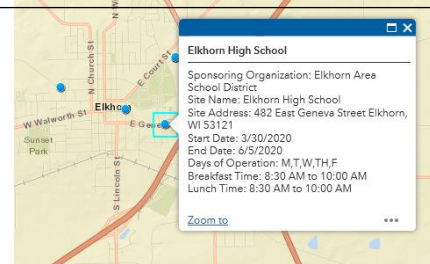 N W
N Church St
E Court St
Elkhorn High School
Sponsoring Organization: Elkhorn Area
School District
Site Name: Elkhorn High School
Site Address: 482 East Geneva Street Elkhorn,
WI 53121
Start Date: 3/30/2020
End Date: 6/5/2020
Days of Operation: M,T,W,TH,F
Breakfast Time: 8:30 AM to 10:00 AM
Lunch Time: 8:30 AM to 10:00 AM
Zoom to
Elkhorn
W Walworth St
E Gene
Sunset
Park
S Lincoln St